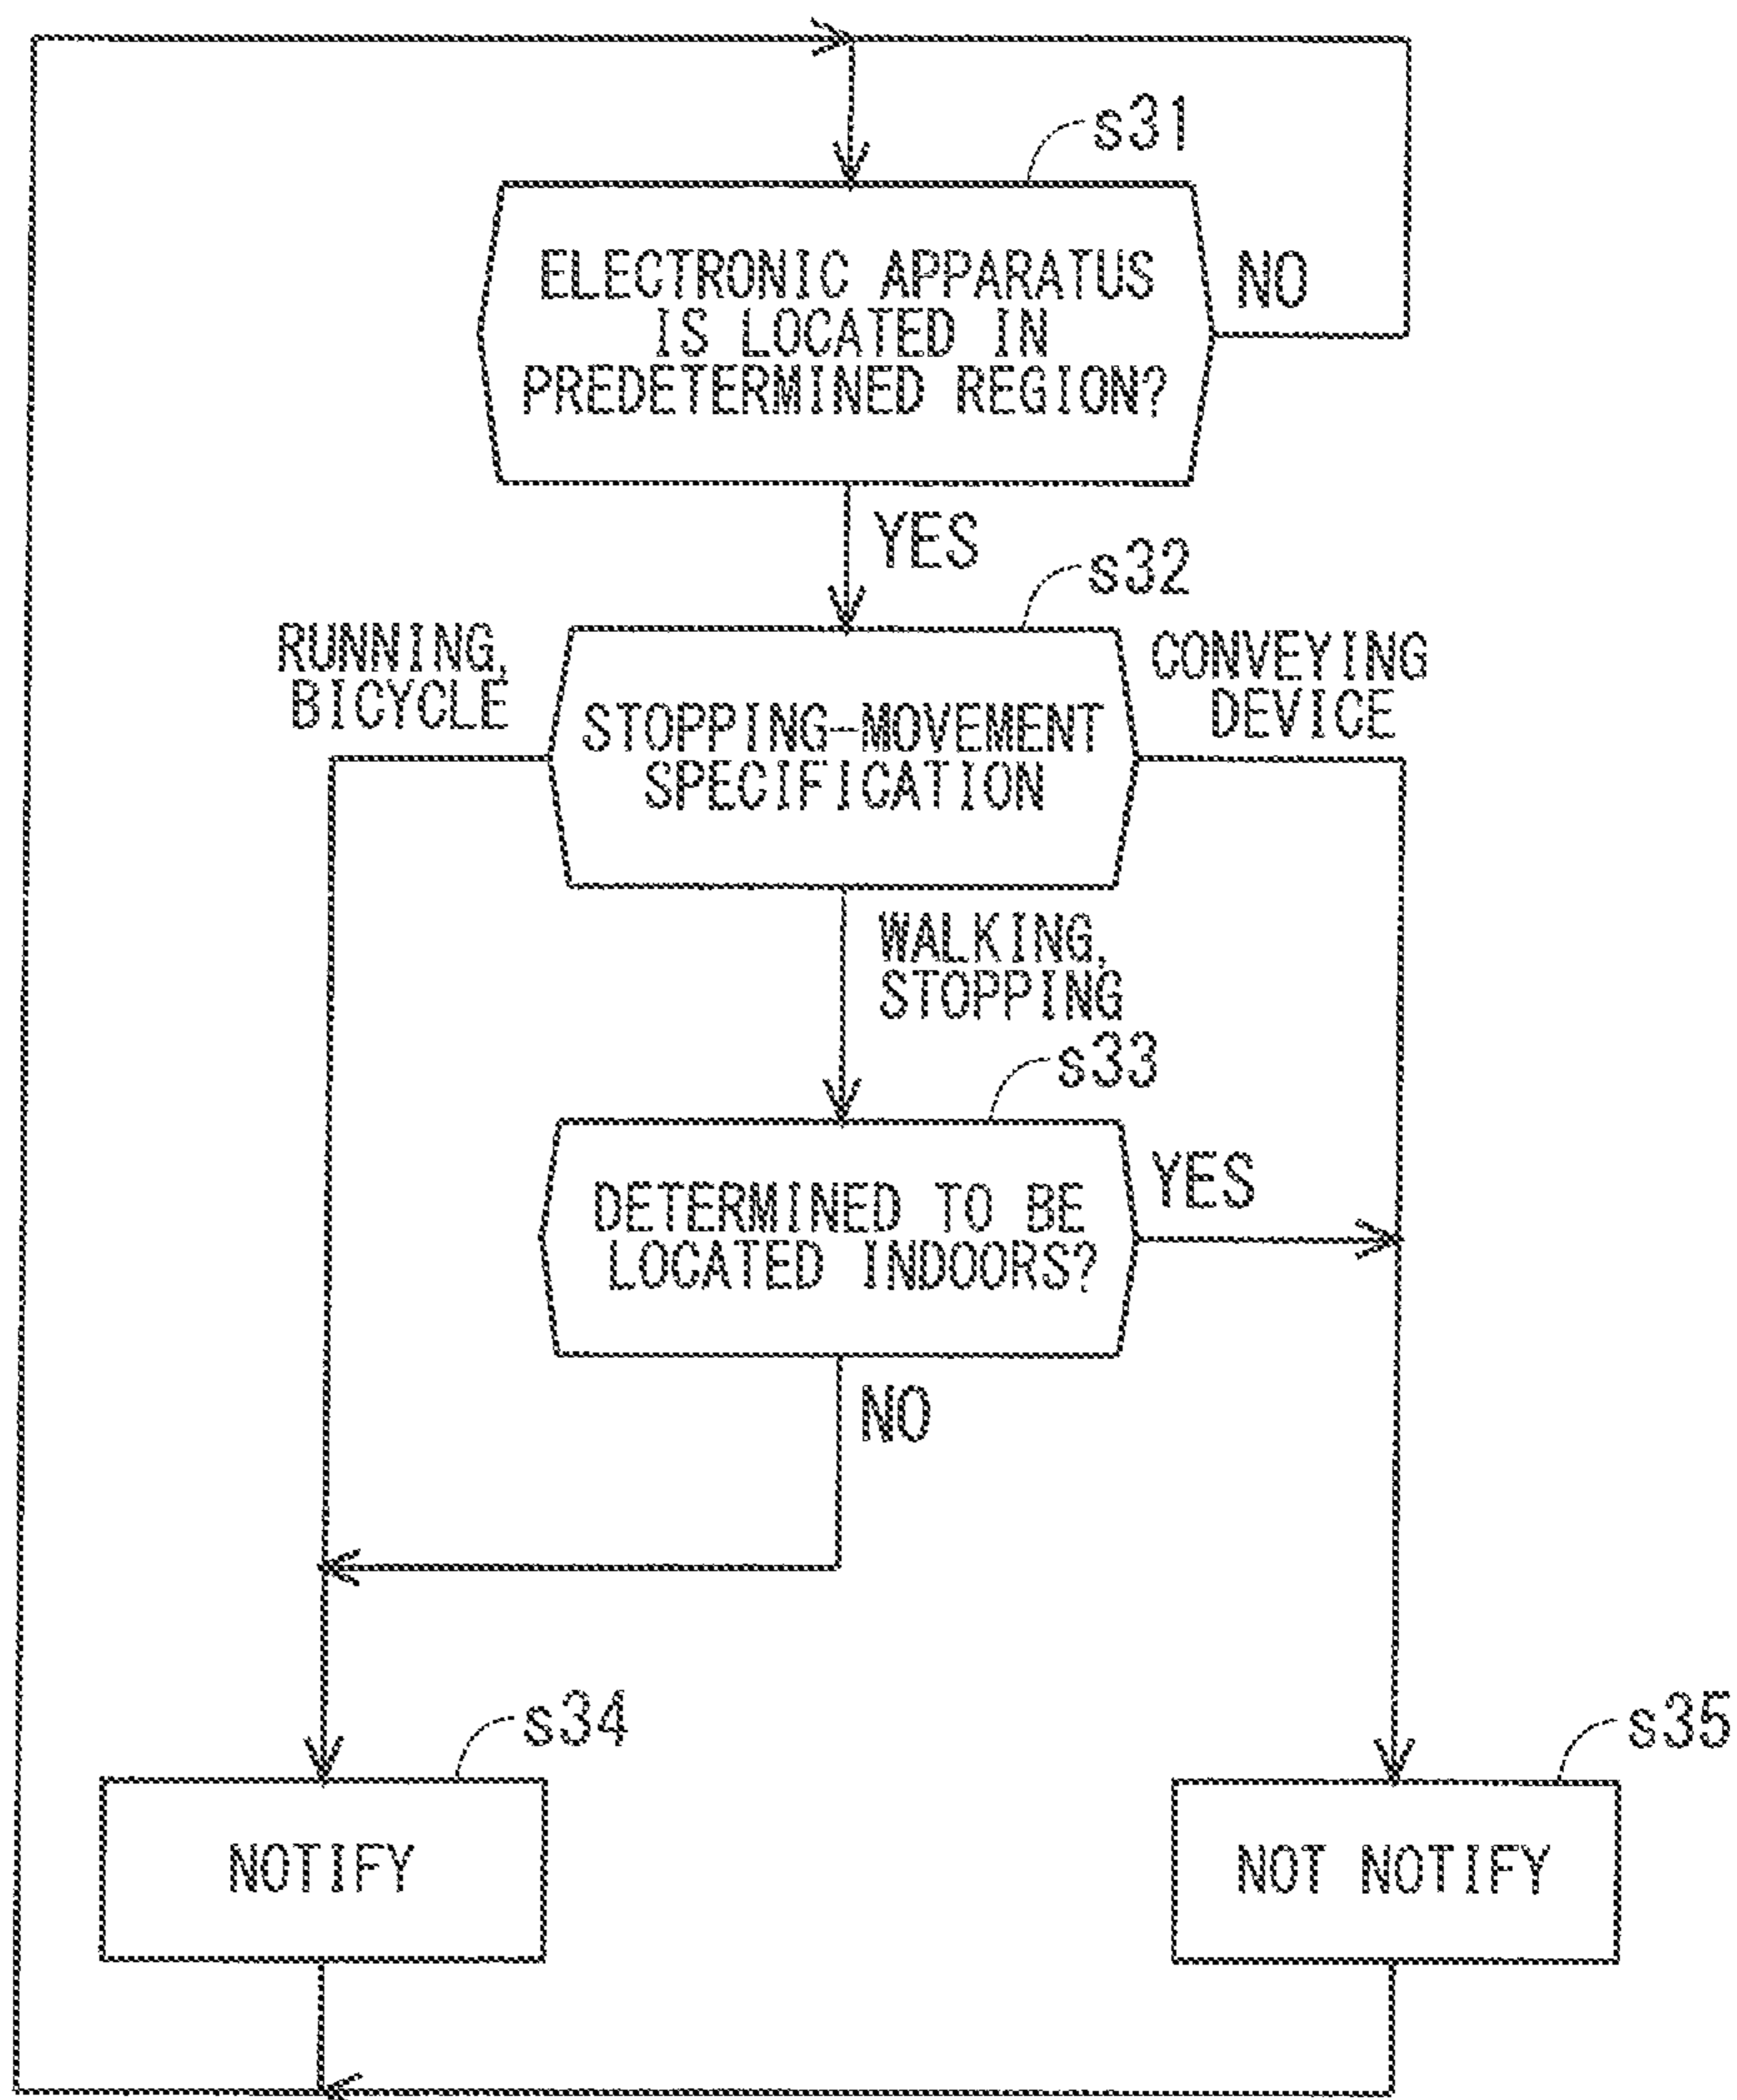 s31
ELECTRONIC APPARATUS
IS LOCATED IN
PREDETERMINED REGION?
NO
YES
s32
RUNNING,
BICYCLE
CONVEYING
DEVICE
STOPPING-MOVEMENT
SPECIFICATION
WALKING,
STOPPING
s33
DETERMINED TO BE
LOCATED INDOORS?
YES
NO
s34
s35
NOTIFY
NOT NOTIFY